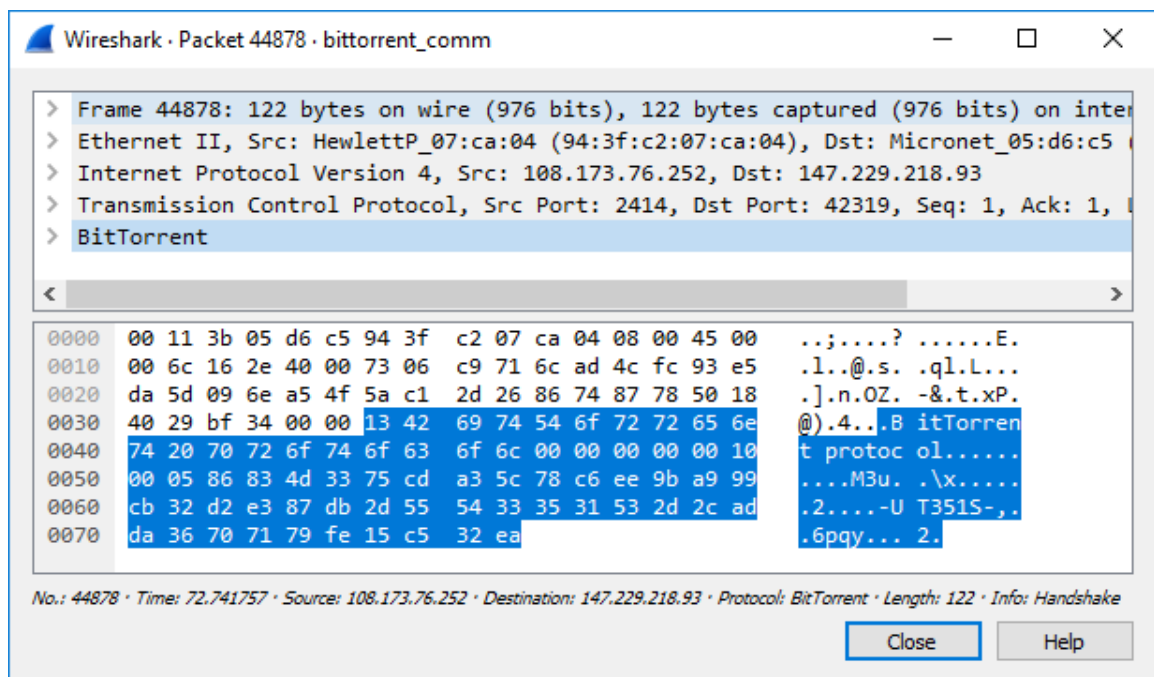 Wireshark · Packet 44878 · bittorrent_comm
> Frame 44878: 122 bytes on wire (976 bits), 122 bytes captured (976 bits) on inter
> Ethernet II, Src: HewlettP_07:ca:04 (94:3f:c2:07:ca:04), Dst: Micronet_05:d6:c5 (
> Internet Protocol Version 4, Src: 108.173.76.252, Dst: 147.229.218.93
> Transmission Control Protocol, Src Port: 2414, Dst Port: 42319, Seq: 1, Ack: 1, L
> BitTorrent
0000 00 11 3b 05 d6 c5 94 3f c2 07 ca 04 08 00 45 00 ..;....? ......E.
0010 00 6c 16 2e 40 00 73 06 c9 71 6c ad 4c fc 93 e5 .l..@.s. .ql.L...
0020 da 5d 09 6e a5 4f 5a c1 2d 26 86 74 87 78 50 18 .].n.OZ. -&.t.xP.
0030 40 29 bf 34 00 00 13 42 69 74 54 6f 72 72 65 6e @).4...B itTorren
0040 74 20 70 72 6f 74 6f 63 6f 6c 00 00 00 00 00 10 t protoc ol......
0050 00 05 86 83 4d 33 75 cd a3 5c 78 c6 ee 9b a9 99 ....M3u. .\x.....
0060 cb 32 d2 e3 87 db 2d 55 54 33 35 31 53 2d 2c ad .2....-U T351S-,.
0070 da 36 70 71 79 fe 15 c5 32 ea .6pqy... 2.
No.: 44878 · Time: 72.741757 · Source: 108.173.76.252 · Destination: 147.229.218.93 · Protocol: BitTorrent · Length: 122 · Info: Handshake
Close Help